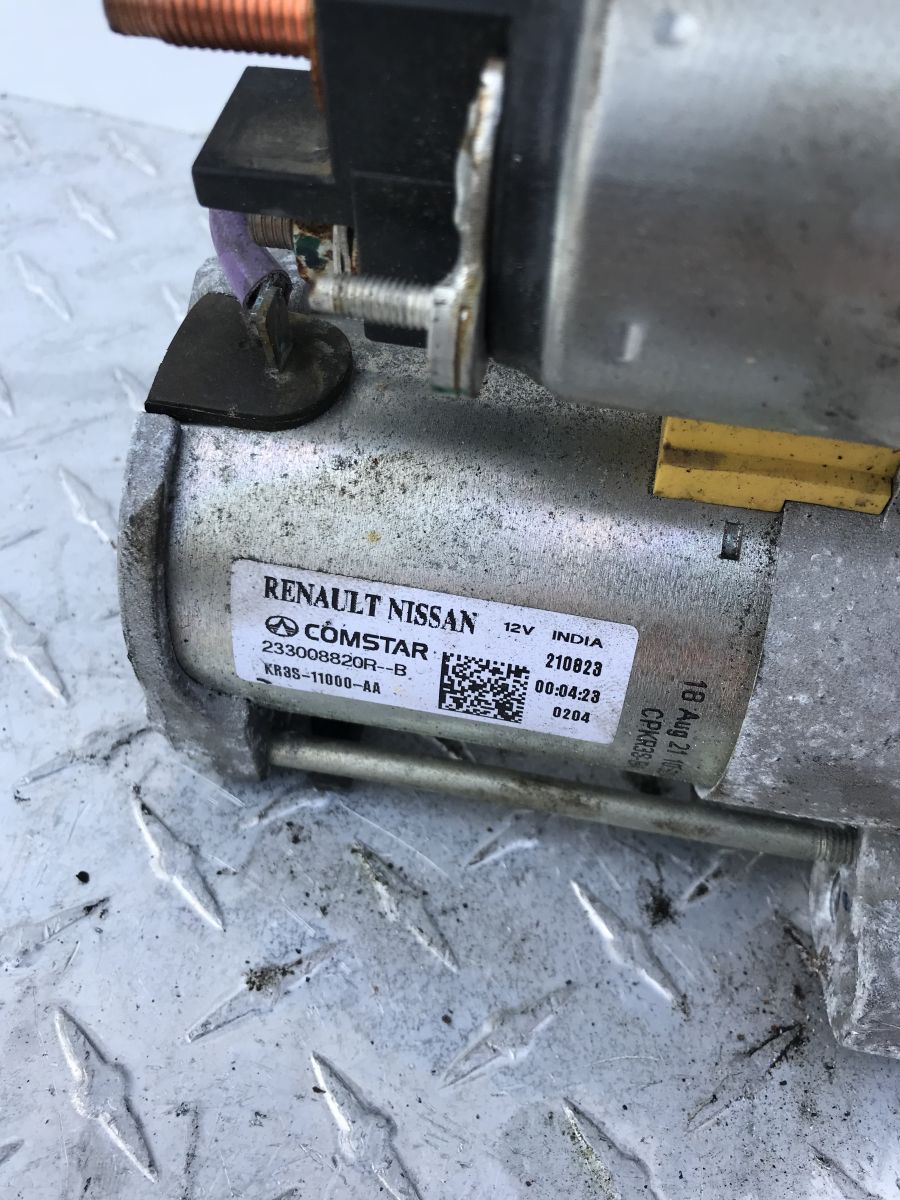 RENAULT NISSAN 12V INDIA
COMSTAR 210823
233008820R--B 00:04:23
KR3S-11000-AA 0204
18 Aug 21